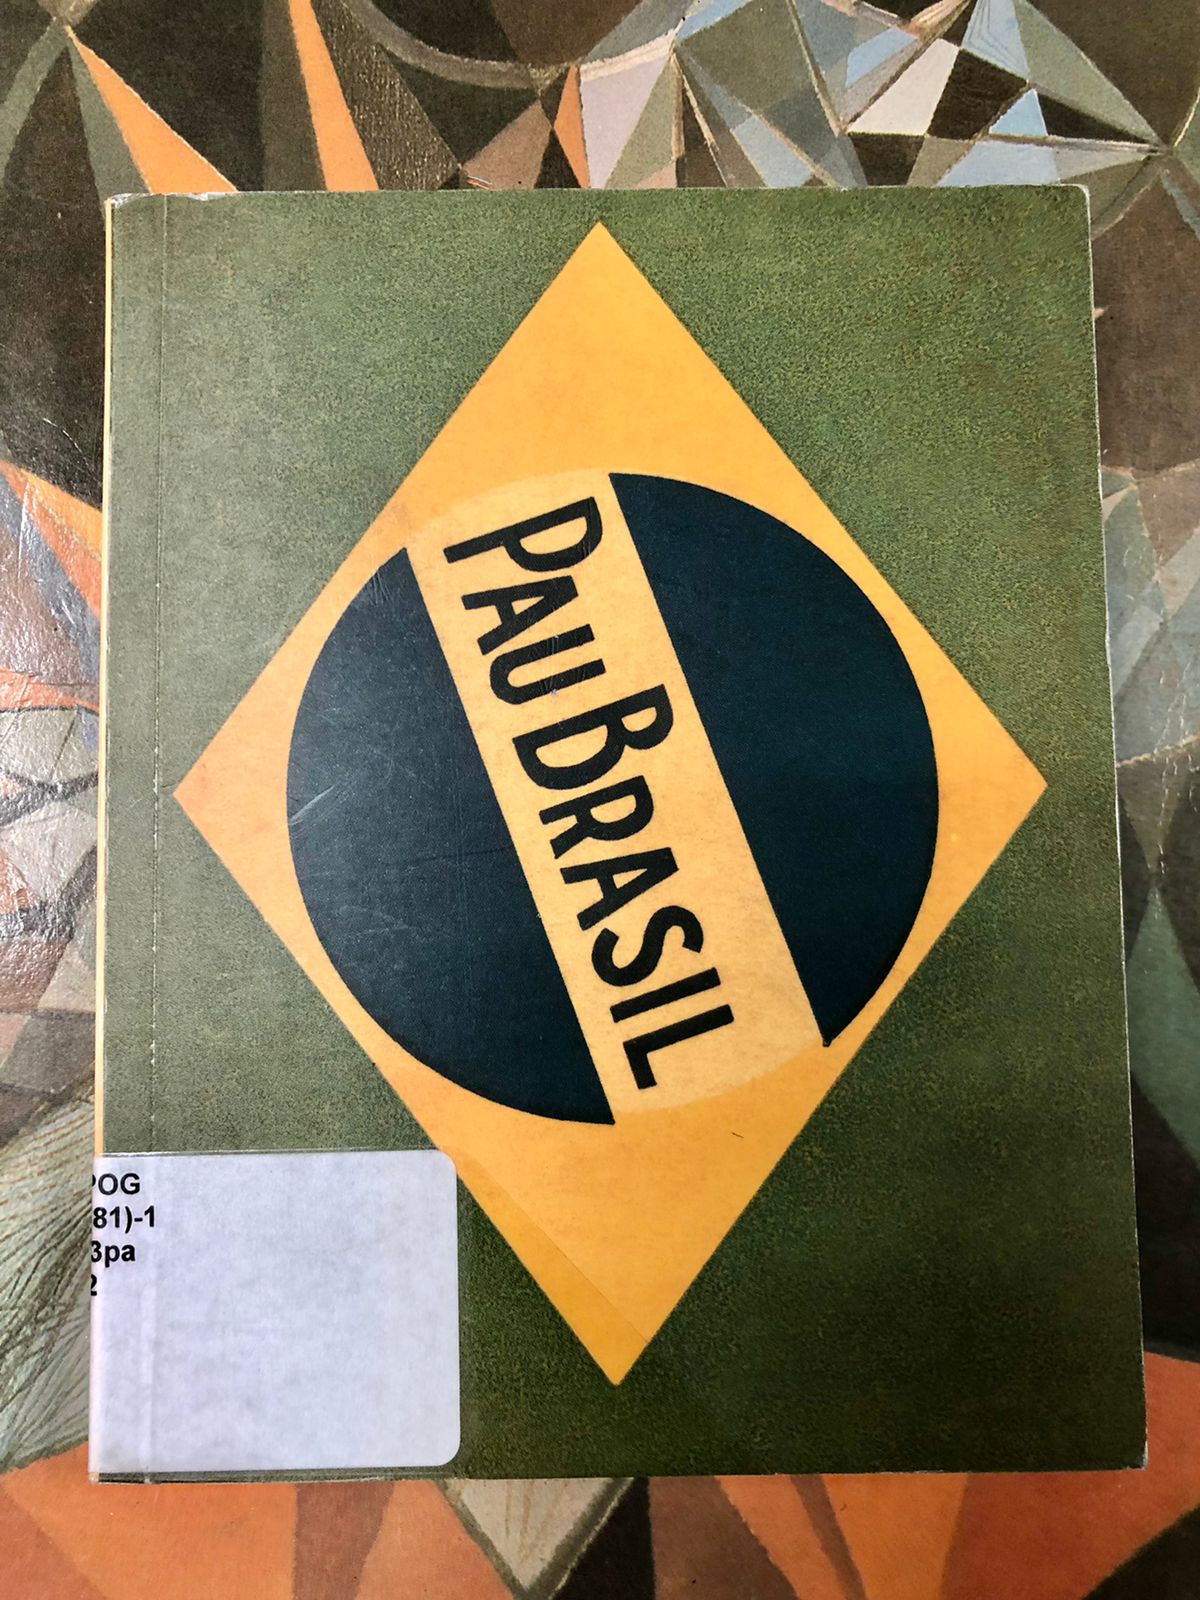 PAU BRASIL
POG
81)-1
3pa
2